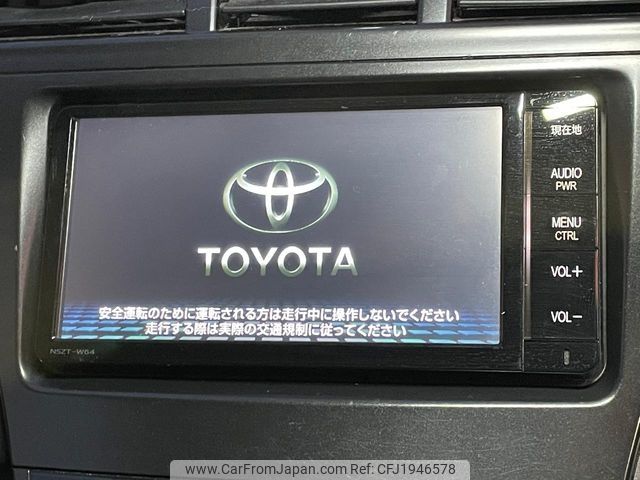 現在地
AUDIO
PWR
MENU
CTRL
VOL+
VOL-
TOYOTA
安全運転のために運転される方は走行中に操作しないでください
走行する際は実際の交通規制に従ってください
NSZT-W64
www.CarFromJapan.com Photo ID: CFJ1946578